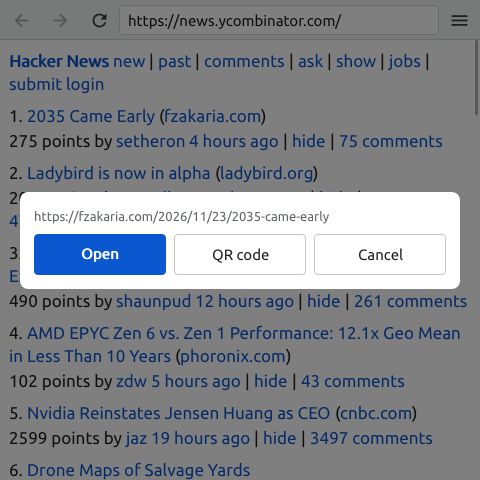 https://news.ycombinator.com/
Hacker News new | past | comments | ask | show | jobs |
submit login
1. 2035 Came Early (fzakaria.com)
275 points by setheron 4 hours ago | hide | 75 comments
2. Ladybird is now in alpha (ladybird.org)
https://fzakaria.com/2026/11/23/2035-came-early
Open QR code Cancel
3.
490 points by shaunpud 12 hours ago | hide | 261 comments
4. AMD EPYC Zen 6 vs. Zen 1 Performance: 12.1x Geo Mean
in Less Than 10 Years (phoronix.com)
102 points by zdw 5 hours ago | hide | 43 comments
5. Nvidia Reinstates Jensen Huang as CEO (cnbc.com)
2599 points by jaz 19 hours ago | hide | 3497 comments
6. Drone Maps of Salvage Yards